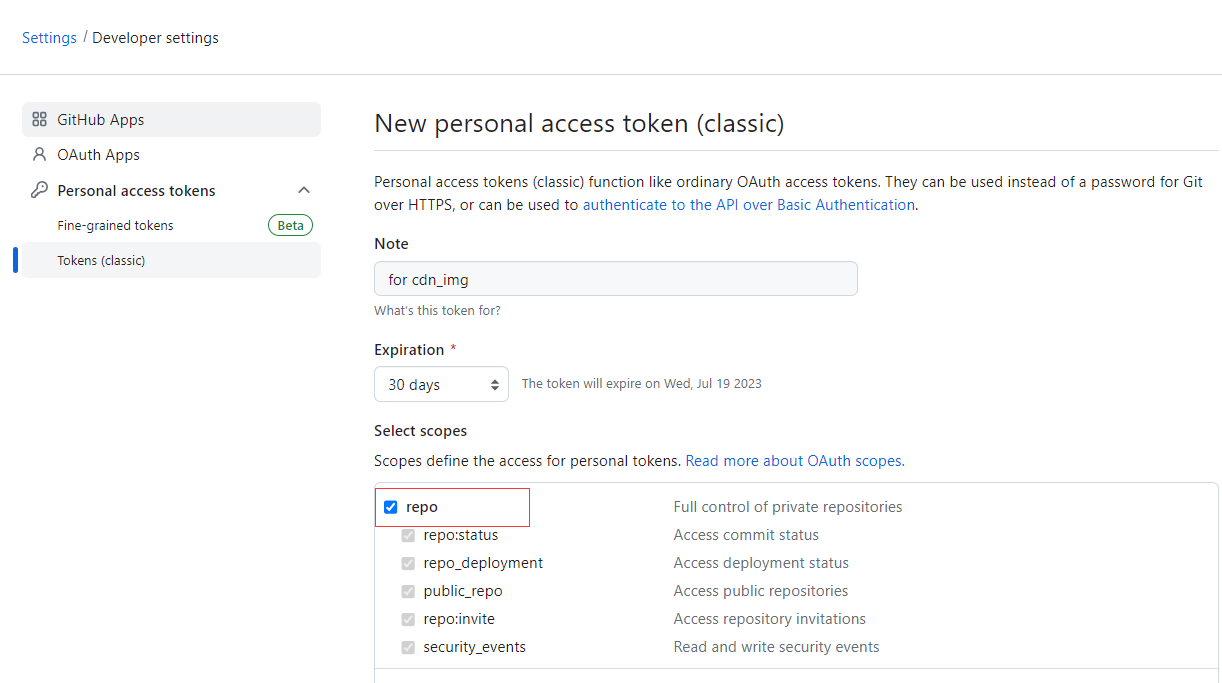 Settings / Developer settings
GitHub Apps
OAuth Apps
Personal access tokens
Fine-grained tokens Beta
Tokens (classic)
New personal access token (classic)
Personal access tokens (classic) function like ordinary OAuth access tokens. They can be used instead of a password for Git
over HTTPS, or can be used to authenticate to the API over Basic Authentication.
Note
for cdn_img
What's this token for?
Expiration *
30 days The token will expire on Wed, Jul 19 2023
Select scopes
Scopes define the access for personal tokens. Read more about OAuth scopes.
repo Full control of private repositories
repo:status Access commit status
repo_deployment Access deployment status
public_repo Access public repositories
repo:invite Access repository invitations
security_events Read and write security events